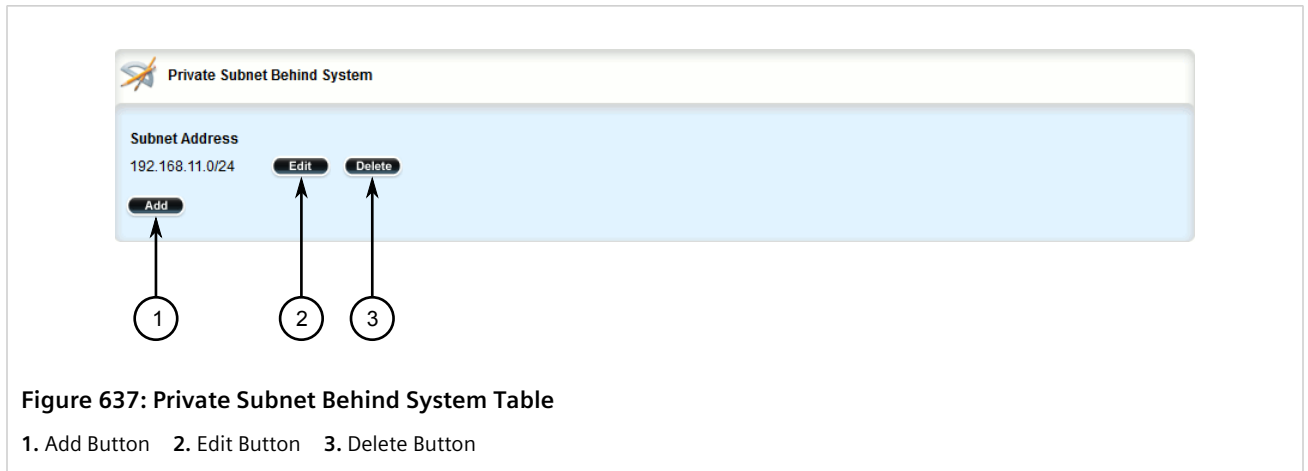 Private Subnet Behind System
Subnet Address
192.168.11.0/24 Edit Delete
Add
1 2 3
Figure 637: Private Subnet Behind System Table
1. Add Button 2. Edit Button 3. Delete Button